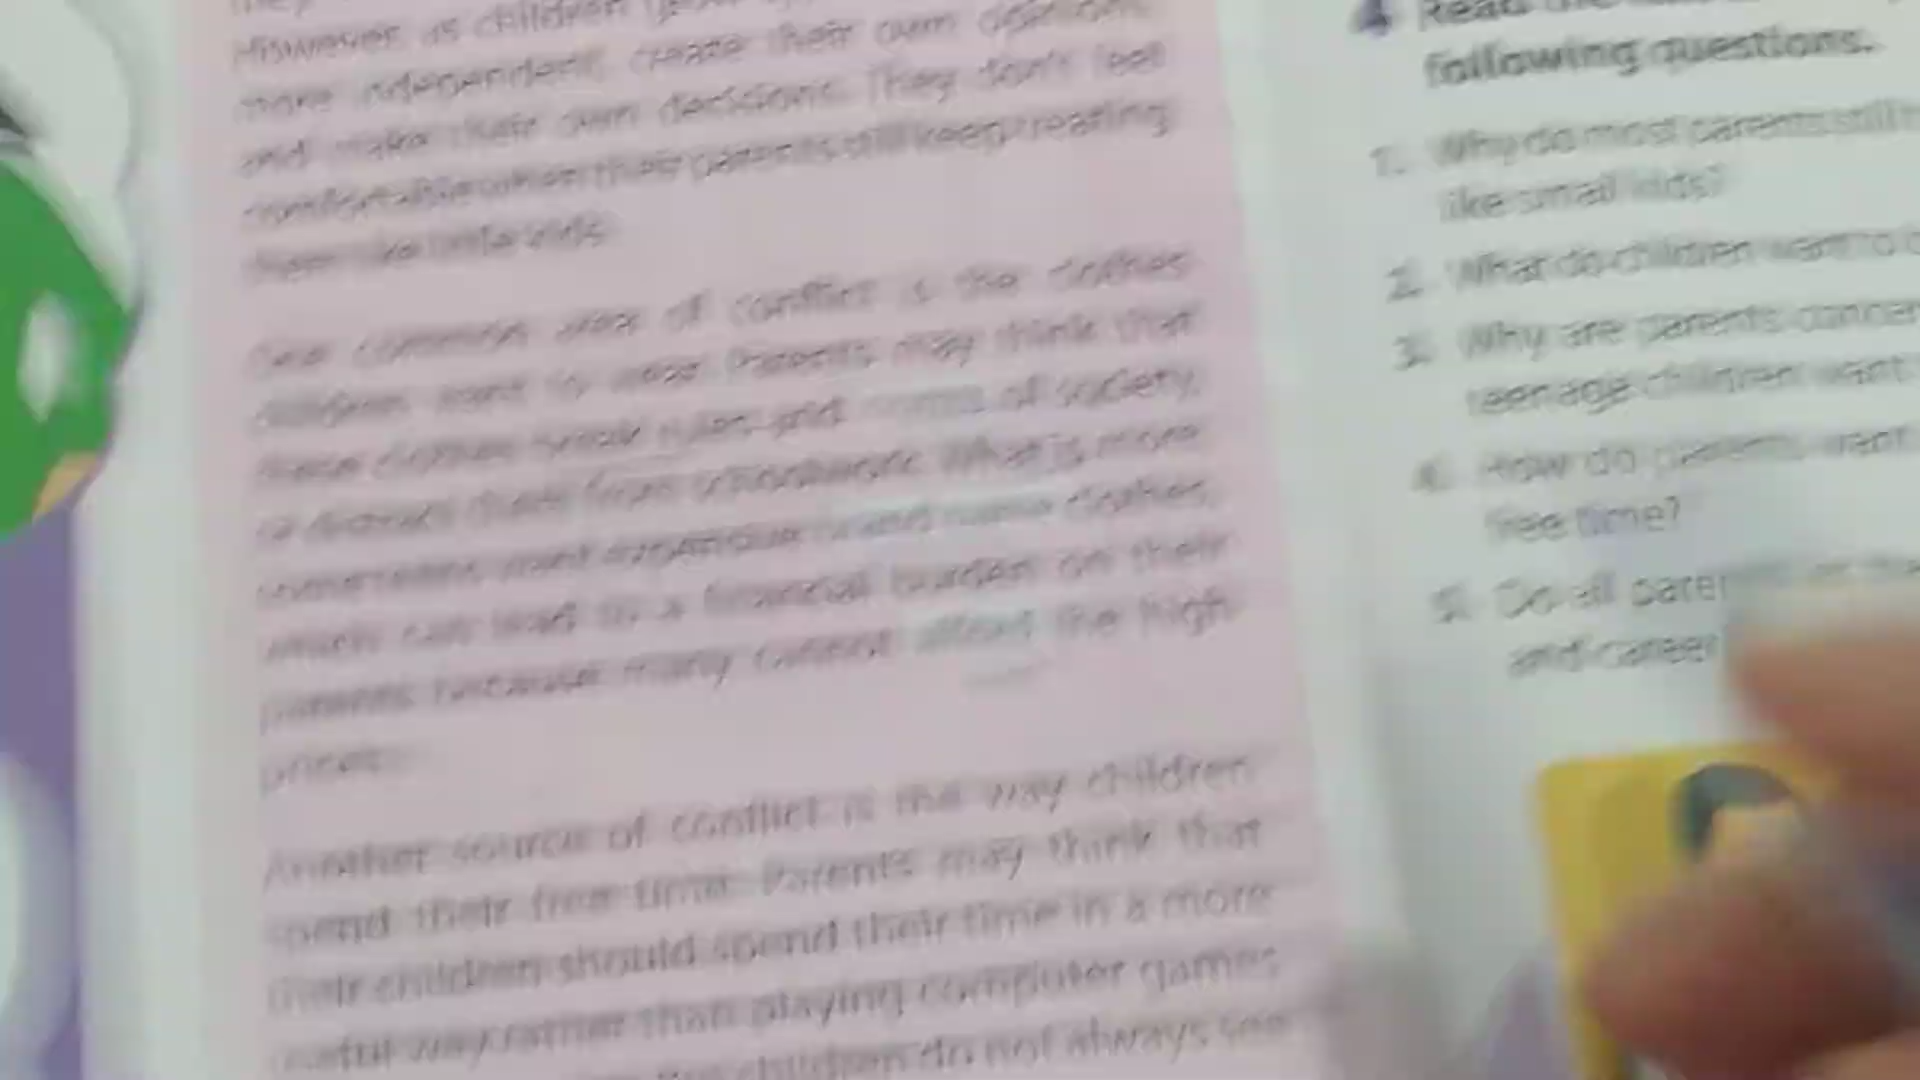 However, as children grow
more independent, create their own opinions
and make their own decisions. They don't feel
comfortable when their parents still keep treating
them like little kids.
One common area of conflict is the clothes
children want to wear. Parents may think that
these clothes break rules and norms of society,
or distract them from schoolwork. What is more
some teens want expensive brand name clothes,
which can lead to a financial burden on their
parents because many cannot afford the high
prices.
Another source of conflict is the way children
spend their free time. Parents may think that
their children should spend their time in a more
useful way rather than playing computer games
children do not always see
4 Read the
following questions.
1. Why do most parents still
like small kids?
2. What do children want to
3. Why are parents
teenage children want
4. How do parents want
free time?
5. Do all
and career